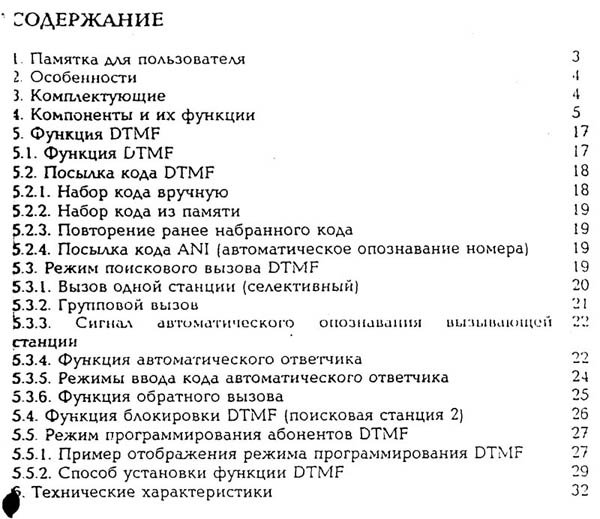 СОДЕРЖАНИЕ
1. Памятка для пользователя 3
2. Особенности 4
3. Комплектующие 4
4. Компоненты и их функции 5
5. Функция DTMF 17
5.1. Функция DTMF 17
5.2. Посылка кода DTMF 18
5.2.1. Набор кода вручную 18
5.2.2. Набор кода из памяти 19
5.2.3. Повторение ранее набранного кода 19
5.2.4. Посылка кода ANI (автоматическое опознавание номера) 19
5.3. Режим поискового вызова DTMF 19
5.3.1. Вызов одной станции (селективный) 20
5.3.2. Групповой вызов 21
5.3.3. Сигнал автоматического опознавания вызывающей 22
станции
5.3.4. Функция автоматического ответчика 22
5.3.5. Режимы ввода кода автоматического ответчика 24
5.3.6. Функция обратного вызова 25
5.4. Функция блокировки DTMF (поисковая станция 2) 26
5.5. Режим программирования абонентов DTMF 27
5.5.1. Пример отображения режима программирования DTMF 27
5.5.2. Способ установки функции DTMF 29
6. Технические характеристики 32